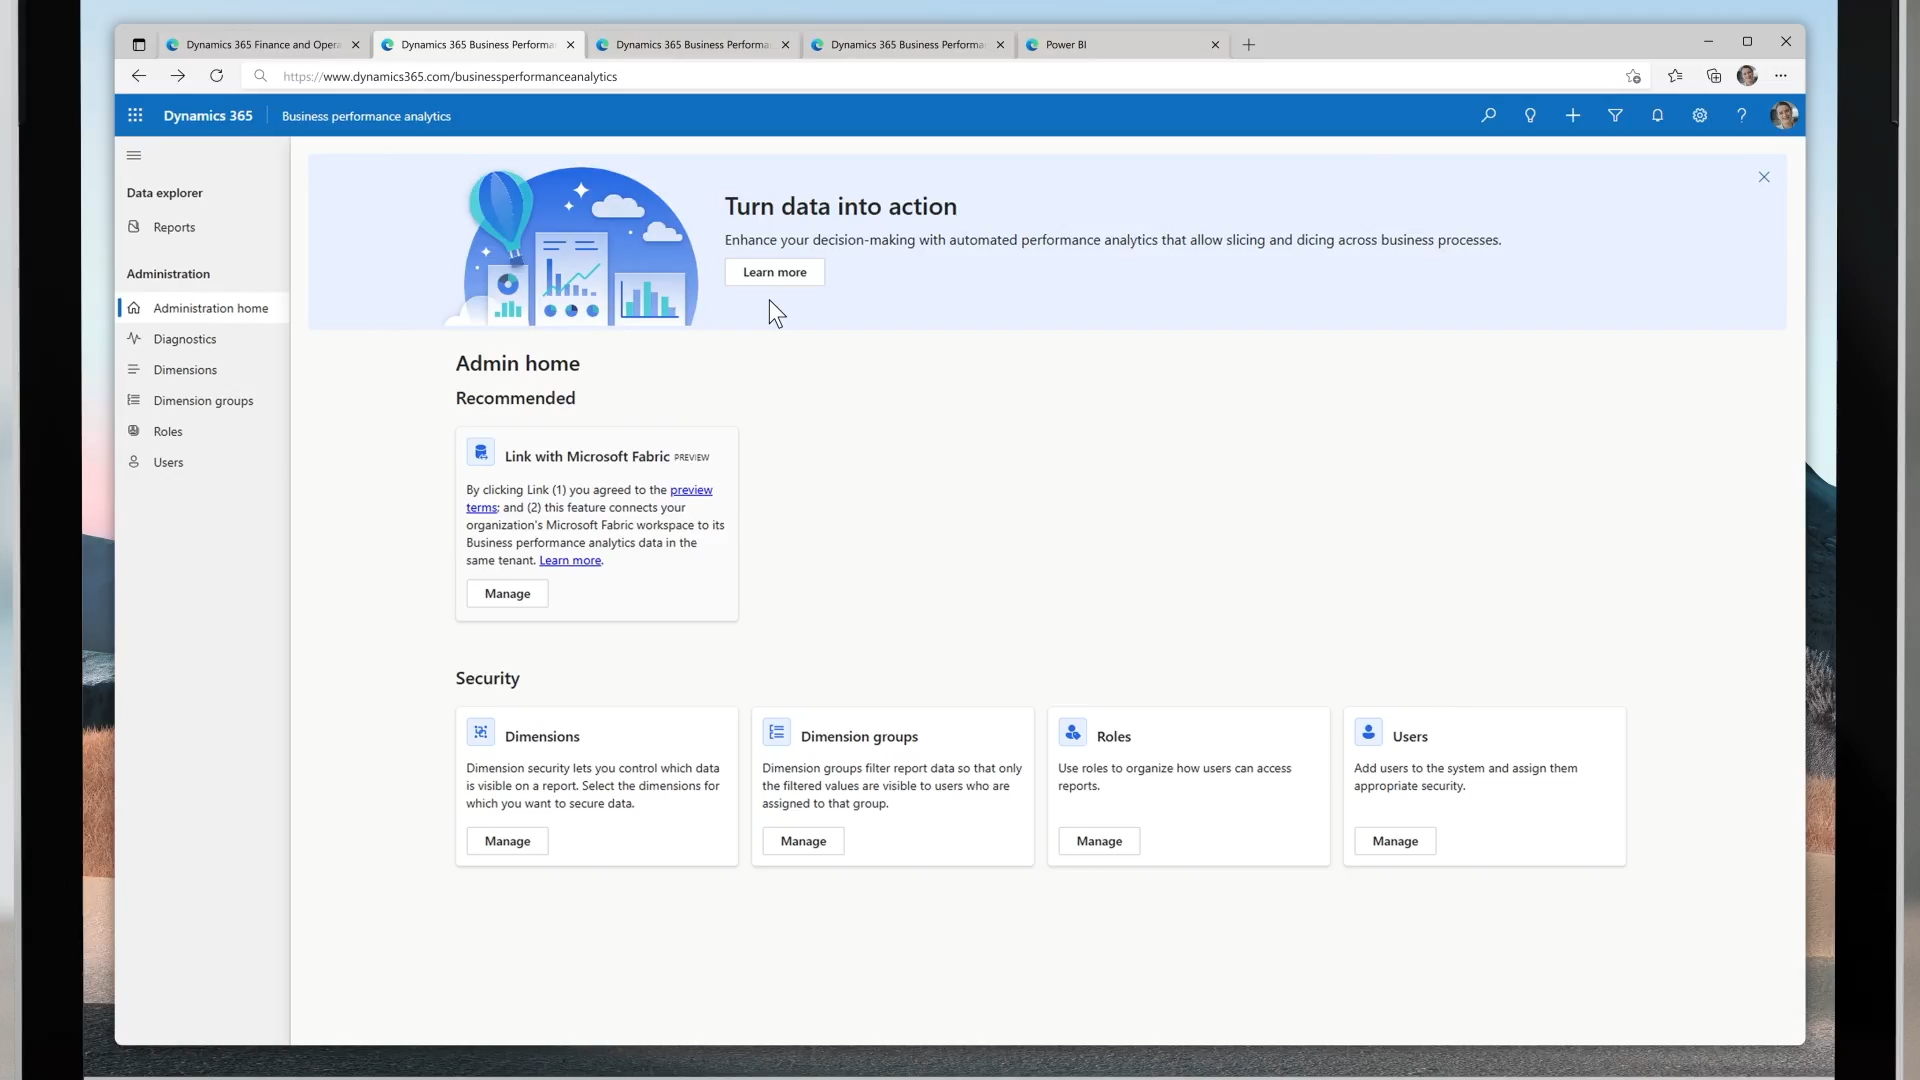 Dynamics 365 Finance and Opera
Dynamics 365 Business Performa
Dynamics 365 Business Performa
Dynamics 365 Business Performa
Power BI
https://www.dynamics365.com/businessperformanceanalytics
Dynamics 365
Business performance analytics
Data explorer
Reports
Administration
Administration home
Diagnostics
Dimensions
Dimension groups
Roles
Users
Turn data into action
Enhance your decision-making with automated performance analytics that allow slicing and dicing across business processes.
Learn more
Admin home
Recommended
Link with Microsoft Fabric PREVIEW
By clicking Link (1) you agreed to the preview
terms; and (2) this feature connects your
organization's Microsoft Fabric workspace to its
Business performance analytics data in the
same tenant. Learn more.
Manage
Security
Dimensions
Dimension security lets you control which data
is visible on a report. Select the dimensions for
which you want to secure data.
Manage
Dimension groups
Dimension groups filter report data so that only
the filtered values are visible to users who are
assigned to that group.
Manage
Roles
Use roles to organize how users can access
reports.
Manage
Users
Add users to the system and assign them
appropriate security.
Manage